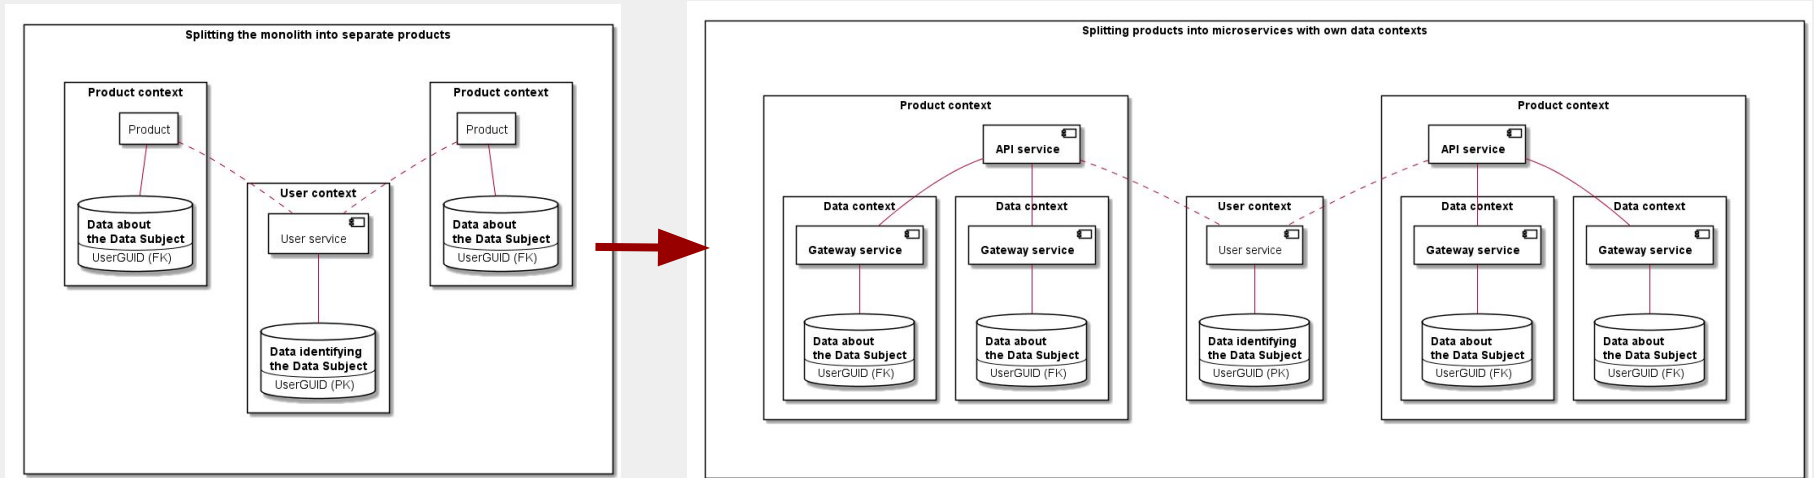 Splitting the monolith into separate products
Product context
Product
Data about
the Data Subject
UserGUID (FK)
User context
User service
Data identifying
the Data Subject
UserGUID (PK)
Product context
Product
Data about
the Data Subject
UserGUID (FK)
Splitting products into microservices with own data contexts
Product context
API service
Data context
Gateway service
Data about
the Data Subject
UserGUID (FK)
Data context
Gateway service
Data about
the Data Subject
UserGUID (FK)
User context
User service
Data identifying
the Data Subject
UserGUID (PK)
Product context
API service
Data context
Gateway service
Data about
the Data Subject
UserGUID (FK)
Data context
Gateway service
Data about
the Data Subject
UserGUID (FK)